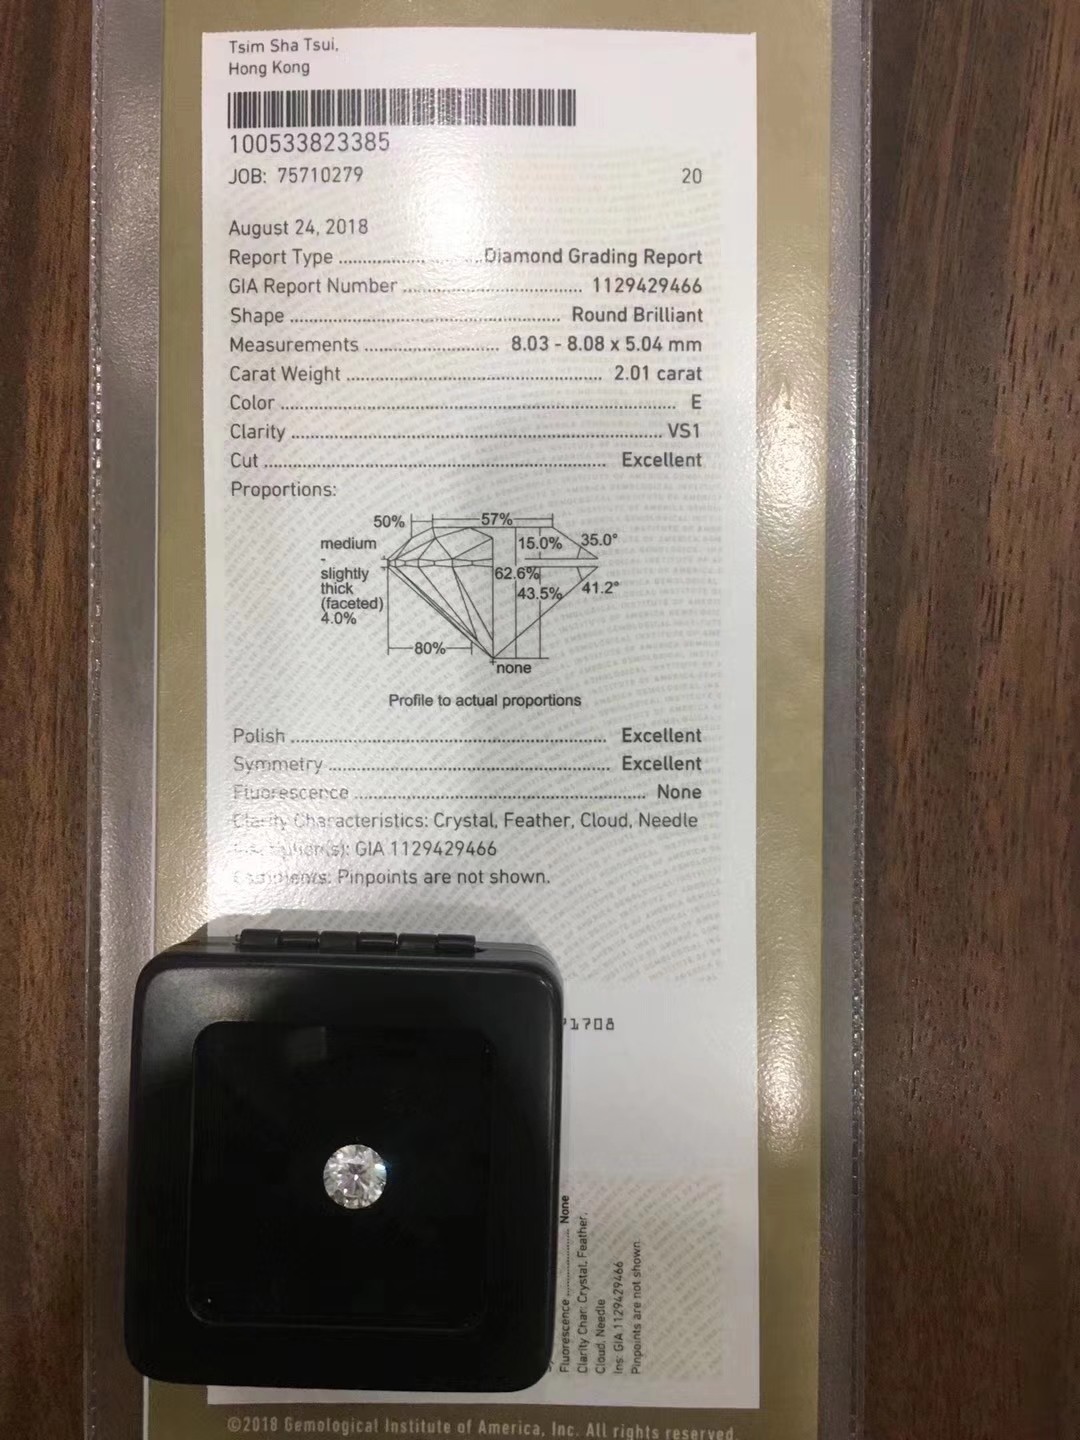 Tsim Sha Tsui,
Hong Kong
100533823385
JOB: 75710279 20
August 24, 2018
Report Type ........................ Diamond Grading Report
GIA Report Number .................................. 1129429466
Shape ...................................................... Round Brilliant
Measurements ........................... 8.03 - 8.08 x 5.04 mm
Carat Weight .................................................... 2.01 carat
Color ................................................................................ E
Clarity .......................................................................... VS1
Cut .................................................................... Excellent
Proportions:
50% 57%
medium 15.0% 35.0°
-
slightly 62.6%
thick 43.5% 41.2°
(faceted)
4.0%
80%
none
Profile to actual proportions
Polish ............................................................... Excellent
Symmetry ........................................................ Excellent
Fluorescence .......................................................... None
Clarity Characteristics: Crystal, Feather, Cloud, Needle
Inscription(s): GIA 1129429466
Comments: Pinpoints are not shown.
1708
Fluorescence ................ None
Clarity Char: Crystal, Feather,
Cloud, Needle
Ins: GIA 1129429466
Pinpoints are not shown
©2018 Gemological Institute of America, Inc. All rights reserved.